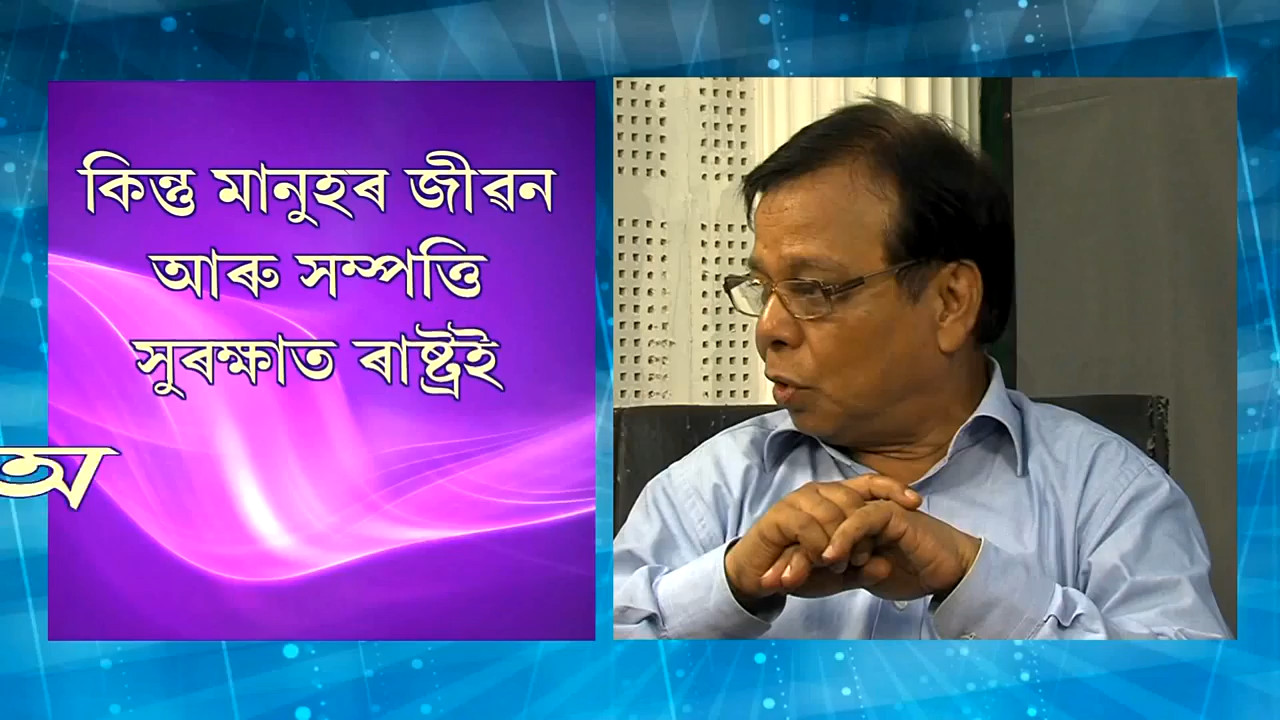 কিন্তু মানুহৰ জীৱন
আৰু সম্পত্তি
সুৰক্ষাত ৰাষ্ট্ৰই
অ